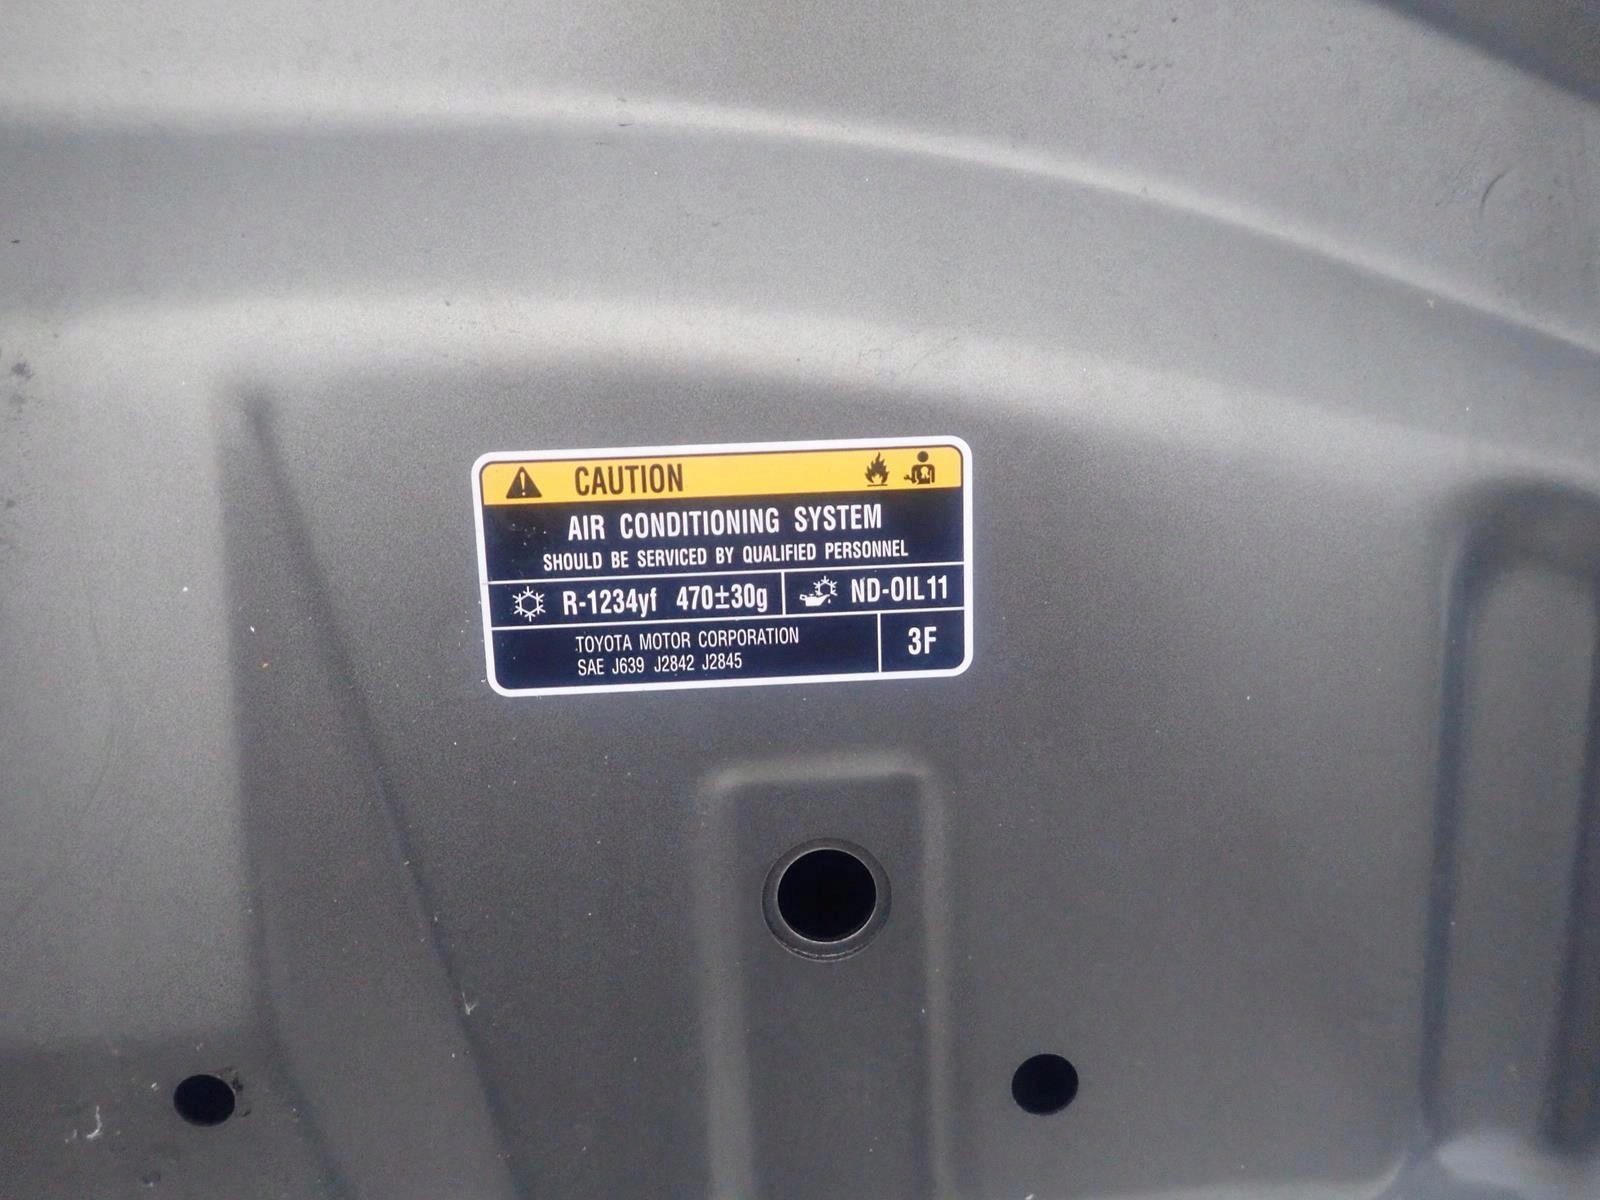 CAUTION
AIR CONDITIONING SYSTEM
SHOULD BE SERVICED BY QUALIFIED PERSONNEL
R-1234yf 470±30g ND-OIL11
TOYOTA MOTOR CORPORATION
SAE J639 J2842 J2845
3F